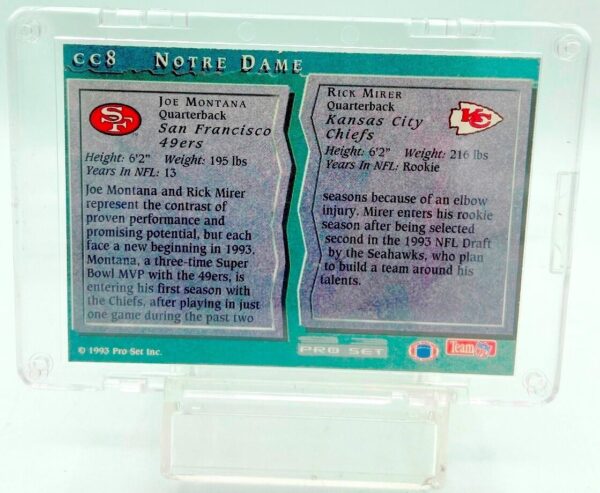 CC8 NOTRE DAME
SF
JOE MONTANA
Quarterback
San Francisco
49ers
Height: 6'2" Weight: 195 lbs
Years In NFL: 13
Joe Montana and Rick Mirer
represent the contrast of
proven performance and
promising potential, but each
face a new beginning in 1993.
Montana, a three-time Super
Bowl MVP with the 49ers, is
entering his first season with
the Chiefs, after playing in just
one game during the past two
RICK MIRER
Quarterback
Kansas City
Chiefs
KC
Height: 6'2" Weight: 216 lbs
Years In NFL: Rookie
seasons because of an elbow
injury. Mirer enters his rookie
season after being selected
second in the 1993 NFL Draft
by the Seahawks, who plan
to build a team around his
talents.
© 1993 Pro Set Inc.
PRO SET
Team